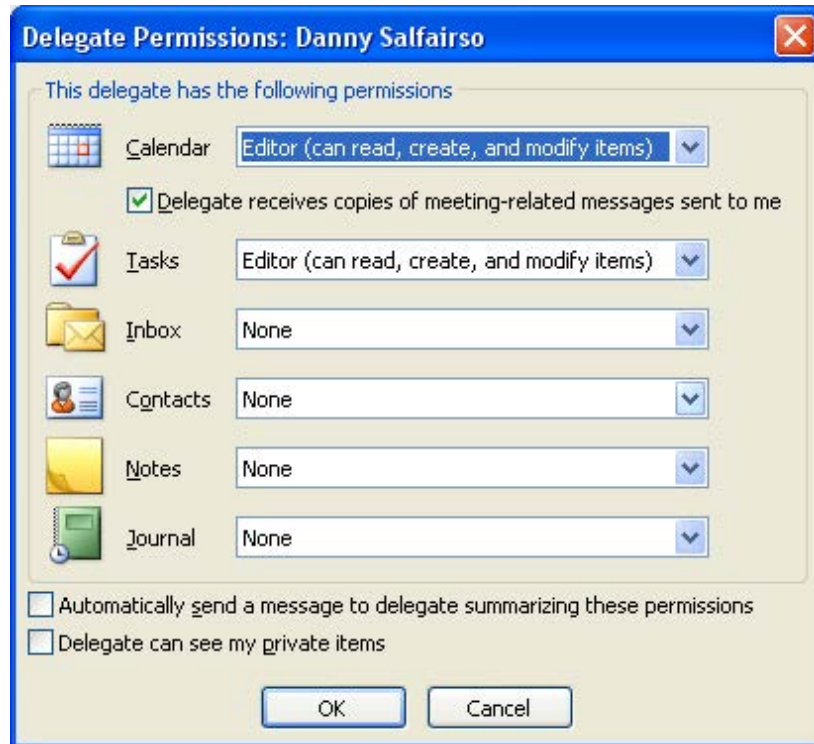 Delegate Permissions: Danny Salfairso
This delegate has the following permissions
Calendar Editor (can read, create, and modify items)
Delegate receives copies of meeting-related messages sent to me
Tasks Editor (can read, create, and modify items)
Inbox None
Contacts None
Notes None
Journal None
Automatically send a message to delegate summarizing these permissions
Delegate can see my private items
OK Cancel